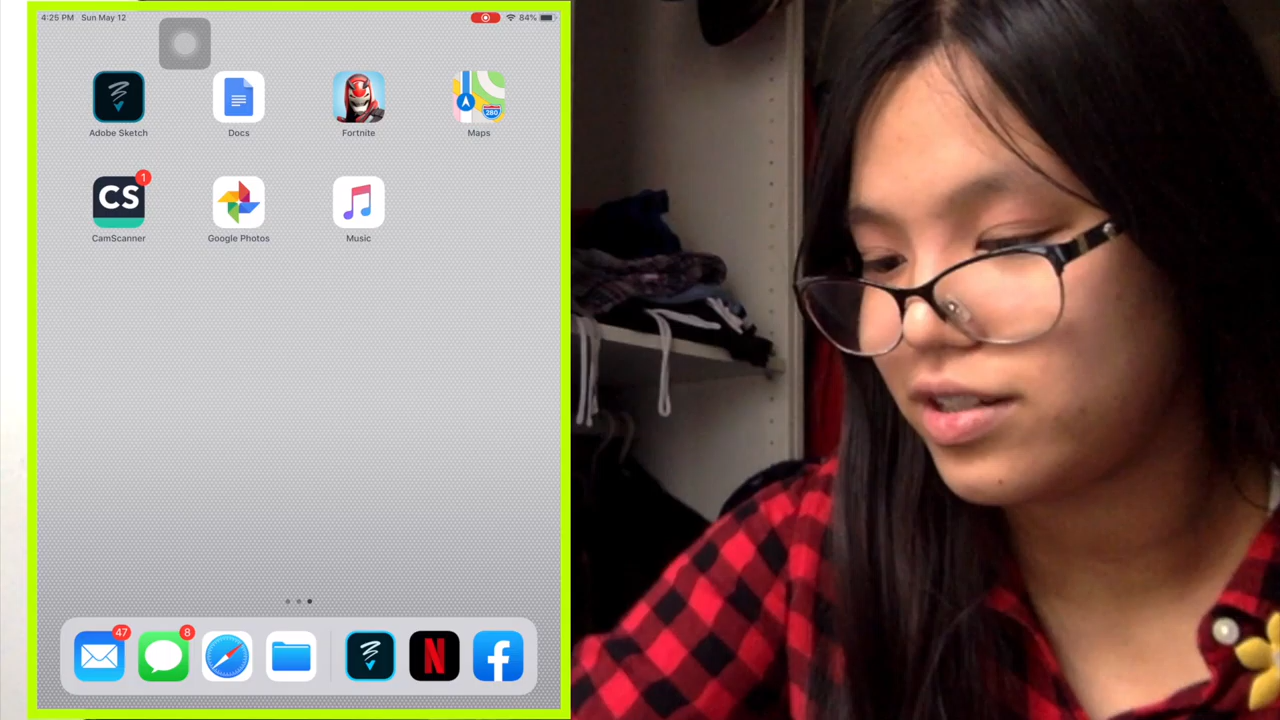 4:25 PM Sun May 12 84%
Adobe Sketch Docs Fortnite Maps
280
CS 1
CamScanner Google Photos Music
47 8 N f